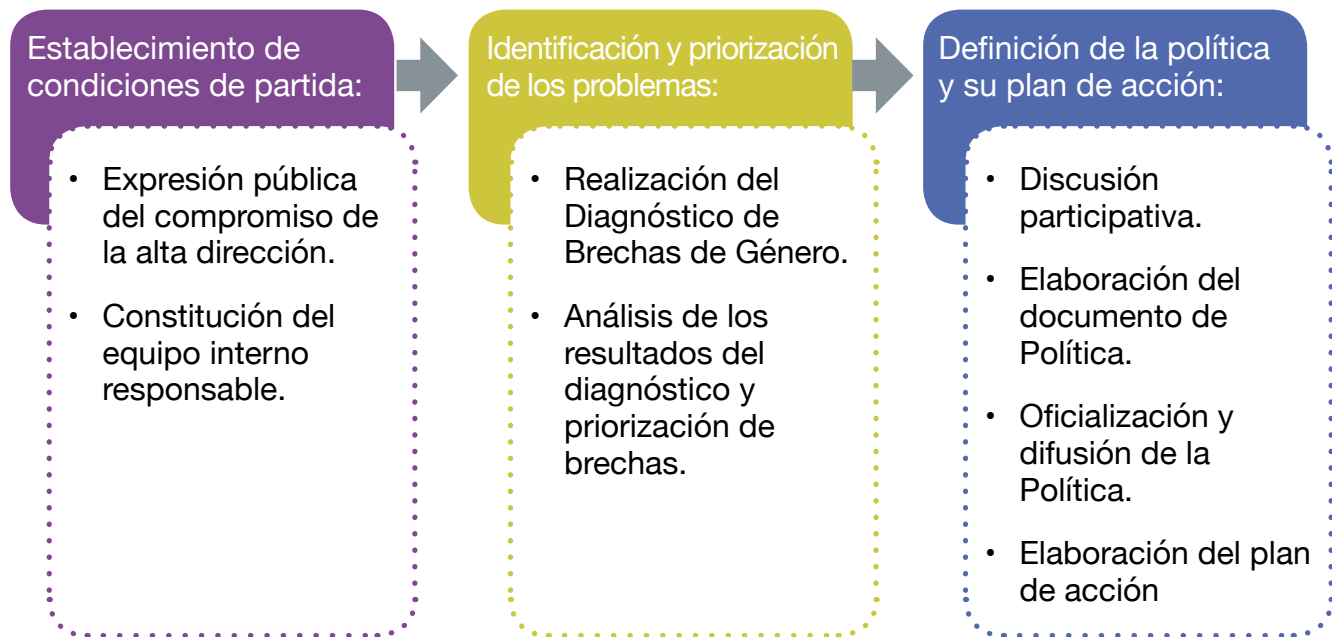 Establecimiento de
condiciones de partida:
• Expresión pública
del compromiso de
la alta dirección.
• Constitución del
equipo interno
responsable.
Identificación y priorización
de los problemas:
• Realización del
Diagnóstico de
Brechas de Género.
• Análisis de los
resultados del
diagnóstico y
priorización de
brechas.
Definición de la política
y su plan de acción:
• Discusión
participativa.
• Elaboración del
documento de
Política.
• Oficialización y
difusión de la
Política.
• Elaboración del plan
de acción